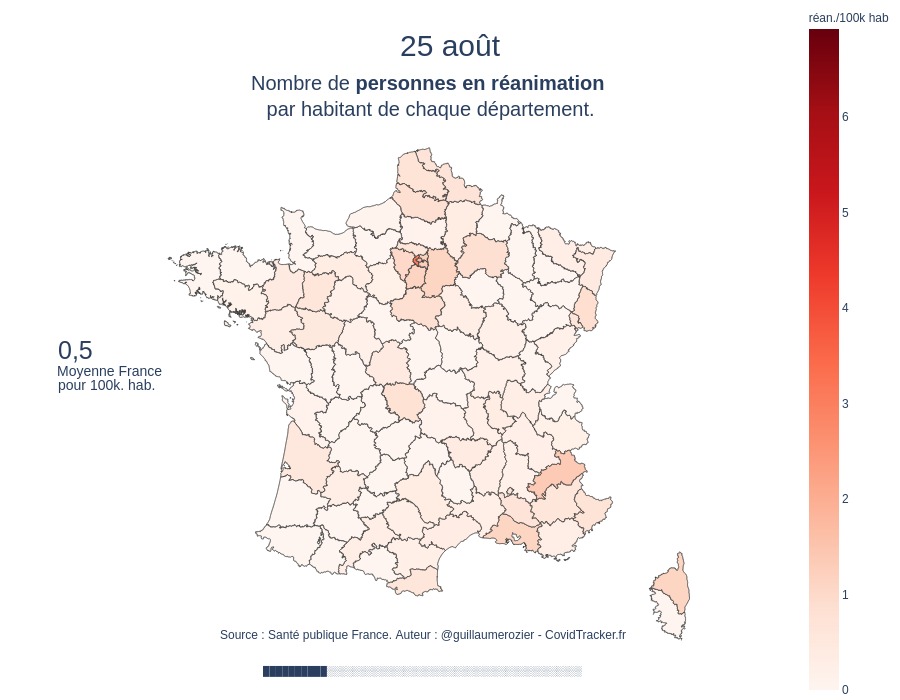 25 août
Nombre de personnes en réanimation
par habitant de chaque département.
réan./100k hab
6
5
4
3
2
1
0
0,5
Moyenne France
pour 100k. hab.
Source : Santé publique France. Auteur : @guillaumerozier - CovidTracker.fr